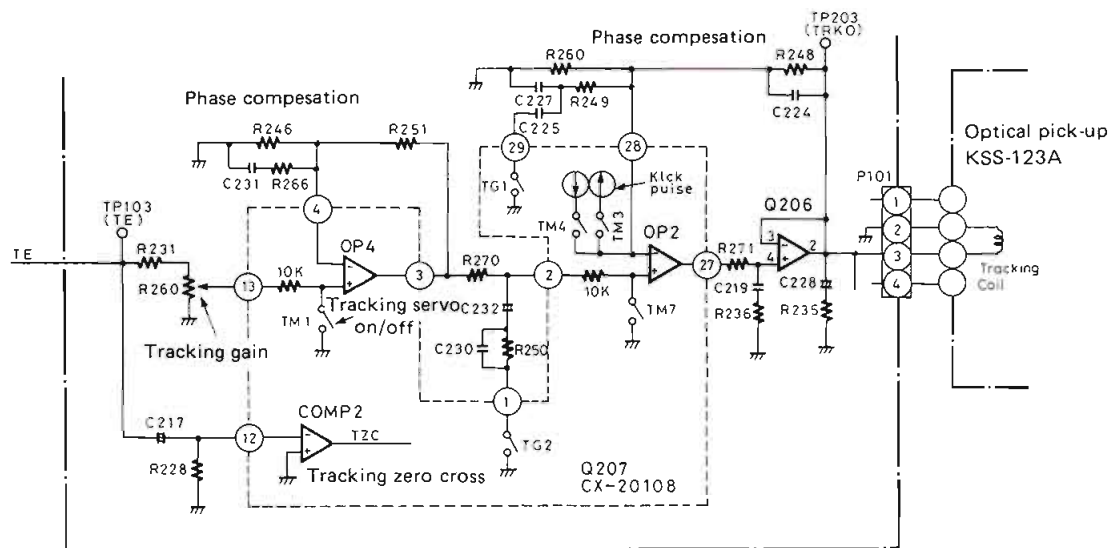 TP203
(TRKO)
Phase compesation
R260
R248
C227
R249
C224
C225
Phase compesation
R246
R251
C231
R266
29
28
Optical pick-up
KSS-123A
P101
Klck
puise
TG1
TM4
TM3
Q206
1
2
3
4
TP103
(TE)
TE
R231
R260
4
OP4
3
R270
2
OP2
27
R271
3
4
2
13
10K
10K
TM1
Tracking servo
on/off
C232
TM7
C219
C228
R236
R235
Tracking
Coil
Tracking gain
C230
R250
1
C217
12
COMP2
TZC
TG2
R228
Tracking zero cross
Q207
CX-20108